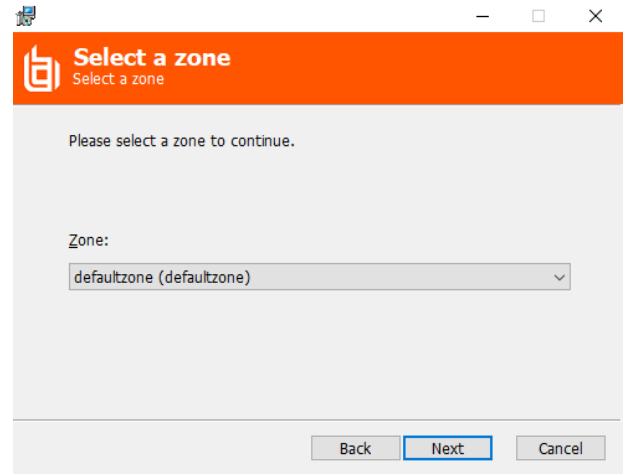 Select a zone
Select a zone
Please select a zone to continue.
Zone:
defaultzone (defaultzone)
Back Next Cancel